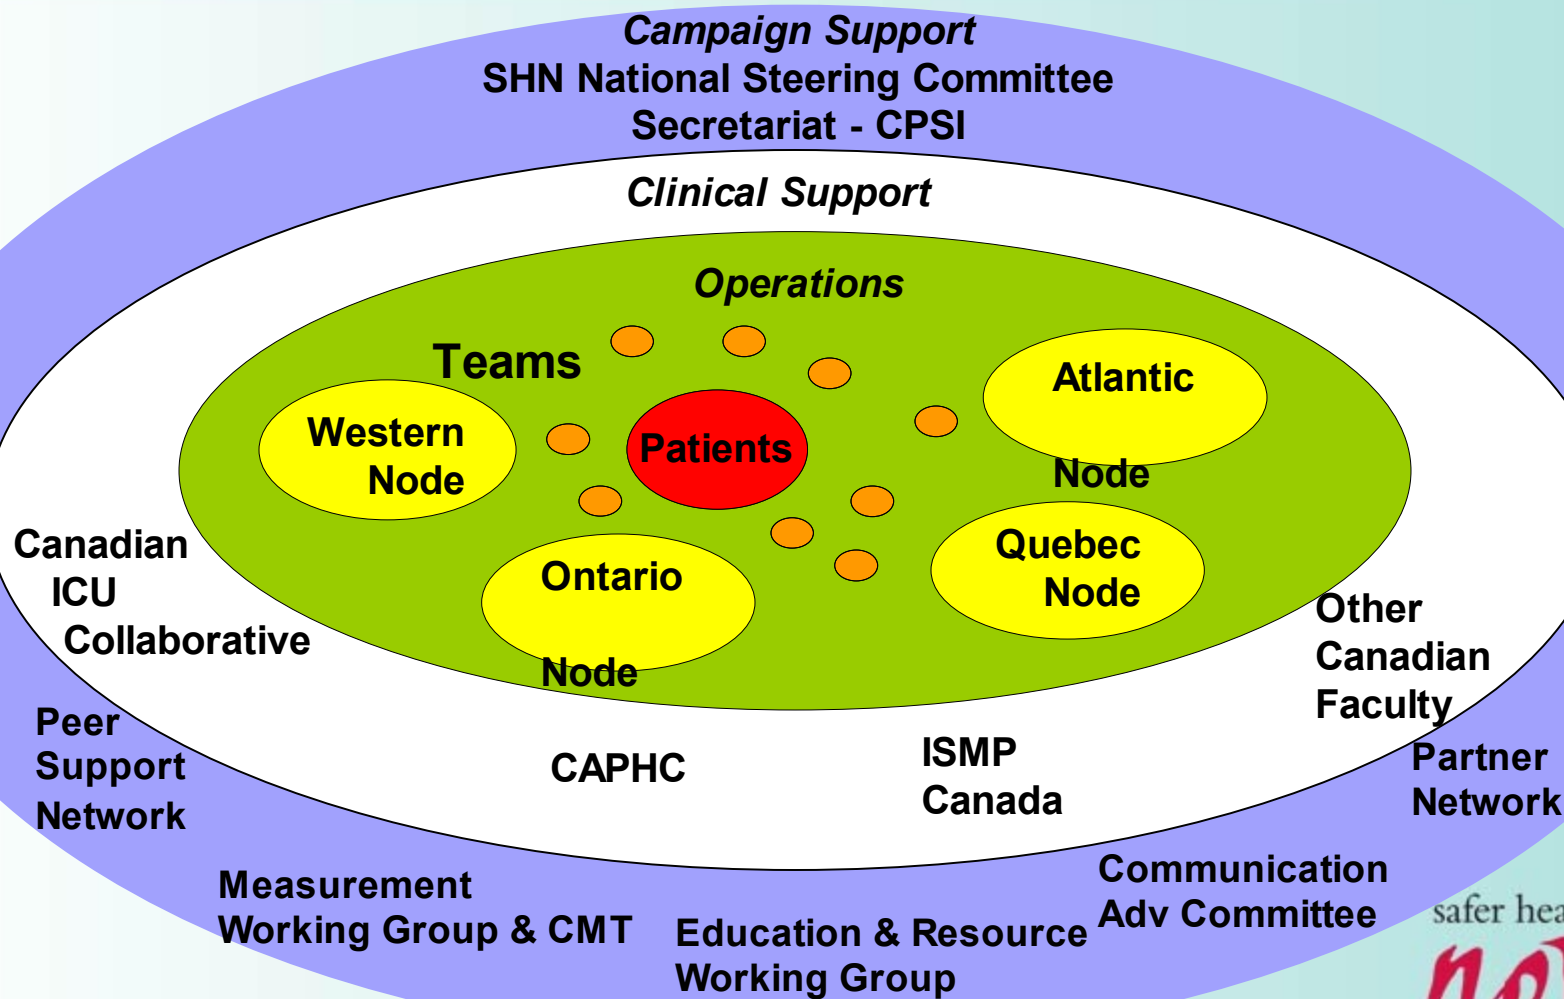 Campaign Support
SHN National Steering Committee
Secretariat - CPSI
Clinical Support
Operations
Teams
Western
Node
Patients
Atlantic
Node
Ontario
Node
Quebec
Node
Canadian
ICU
Collaborative
Other
Canadian
Faculty
CAPHC
ISMP
Canada
Peer
Support
Network
Partner
Network
Measurement
Working Group & CMT
Education & Resource
Working Group
Communication
Adv Committee
safer